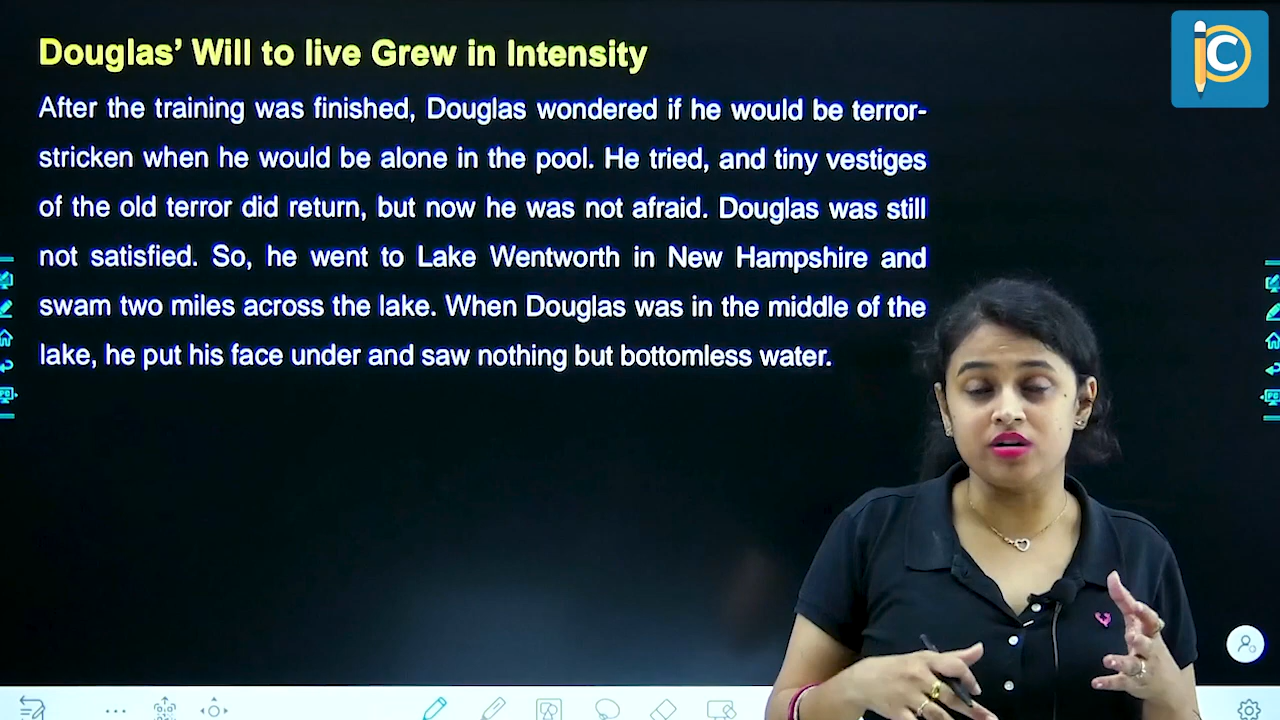 Douglas’ Will to live Grew in Intensity
After the training was finished, Douglas wondered if he would be terror-
stricken when he would be alone in the pool. He tried, and tiny vestiges
of the old terror did return, but now he was not afraid. Douglas was still
not satisfied. So, he went to Lake Wentworth in New Hampshire and
swam two miles across the lake. When Douglas was in the middle of the
lake, he put his face under and saw nothing but bottomless water.